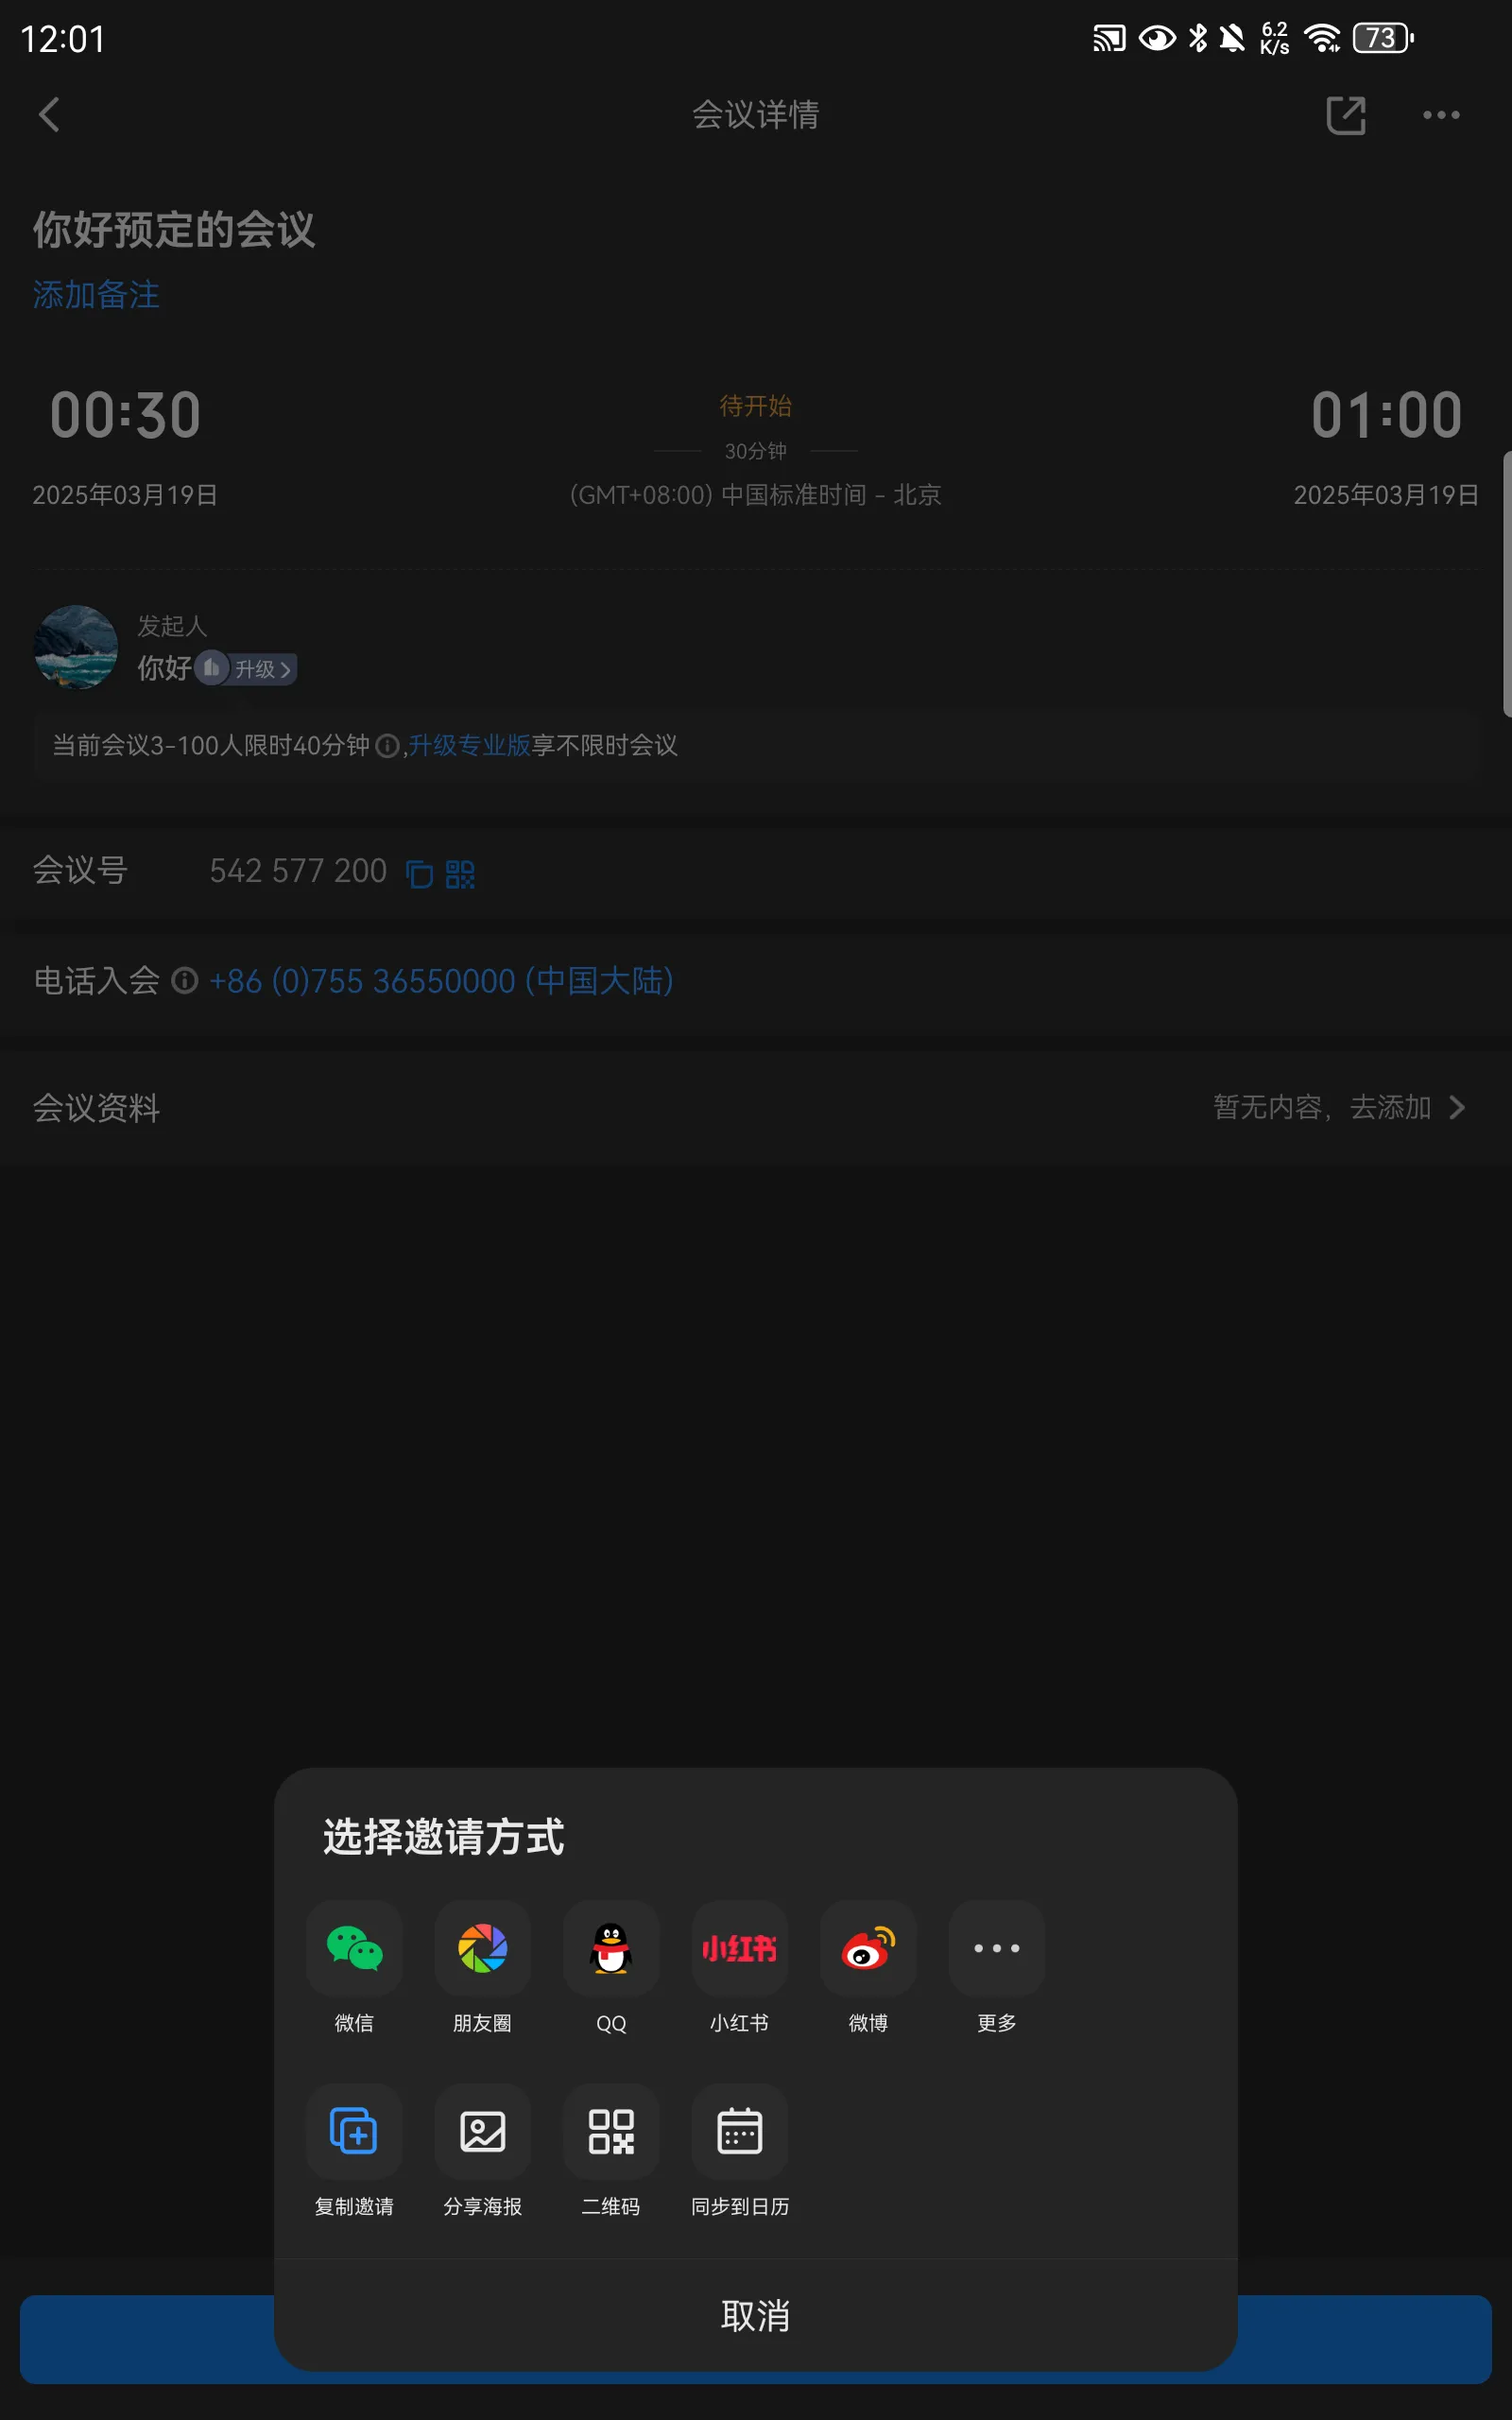 12:01
6.2 K/s
73
会议详情
你好预定的会议
添加备注
00:30
待开始
01:00
30分钟
2025年03月19日
(GMT+08:00) 中国标准时间 - 北京
2025年03月19日
发起人
你好 升级
当前会议3-100人限时40分钟,升级专业版享不限时会议
会议号 542 577 200
电话入会 +86 (0)755 36550000 (中国大陆)
会议资料 暂无内容，去添加
选择邀请方式
小红书
微信 朋友圈 QQ 小红书 微博 更多
复制邀请 分享海报 二维码 同步到日历
取消